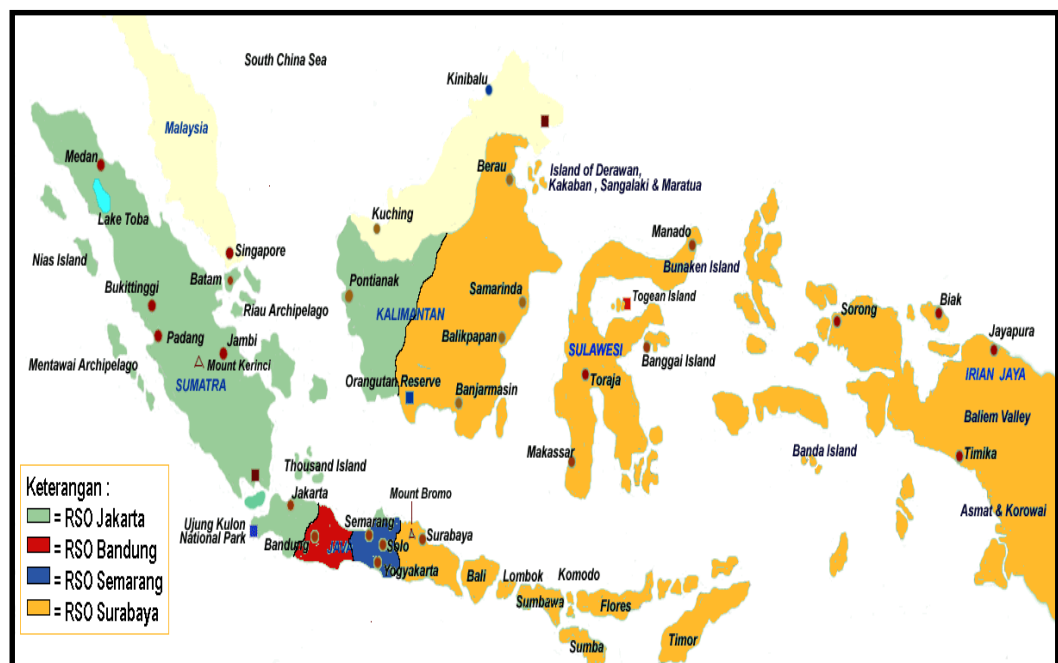 South China Sea
Kinibalu
Malaysia
Medan
Berau
Island of Derawan,
Kakaban , Sangalaki & Maratua
Lake Toba
Kuching
Manado
Nias Island
Singapore
Bunaken Island
Batam
Pontianak
Bukittinggi
Riau Archipelago
Samarinda
Togean Island
Biak
KALIMANTAN
Sorong
Padang
Jambi
Balikpapan
Jayapura
Mentawai Archipelago
Mount Kerinci
SULAWESI
Banggai Island
SUMATRA
Orangutan Reserve
Toraja
IRIAN JAYA
Banjarmasin
Baliem Valley
Makassar
Banda Island
Timika
Thousand Island
Keterangan :
= RSO Jakarta
= RSO Bandung
= RSO Semarang
= RSO Surabaya
Jakarta
Mount Bromo
Asmat & Korowai
Ujung Kulon
National Park
Semarang
Surabaya
Bandung
JAVA
Solo
Yogyakarta
Bali
Lombok
Komodo
Sumbawa
Flores
Sumba
Timor